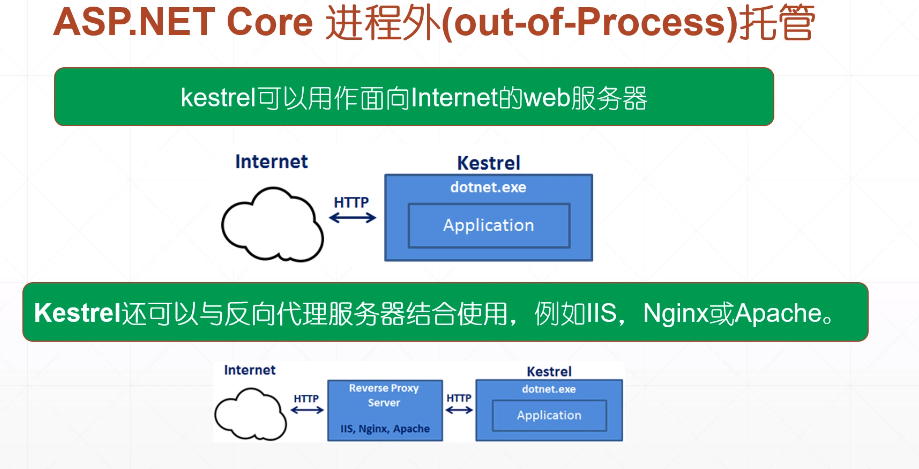 ASP.NET Core 进程外(out-of-Process)托管
kestrel可以用作面向Internet的web服务器
Internet
Kestrel
dotnet.exe
HTTP
Application
Kestrel还可以与反向代理服务器结合使用，例如IIS，Nginx或Apache。
Internet
Kestrel
Reverse Proxy
Server
dotnet.exe
HTTP
HTTP
Application
IIS, Nginx, Apache